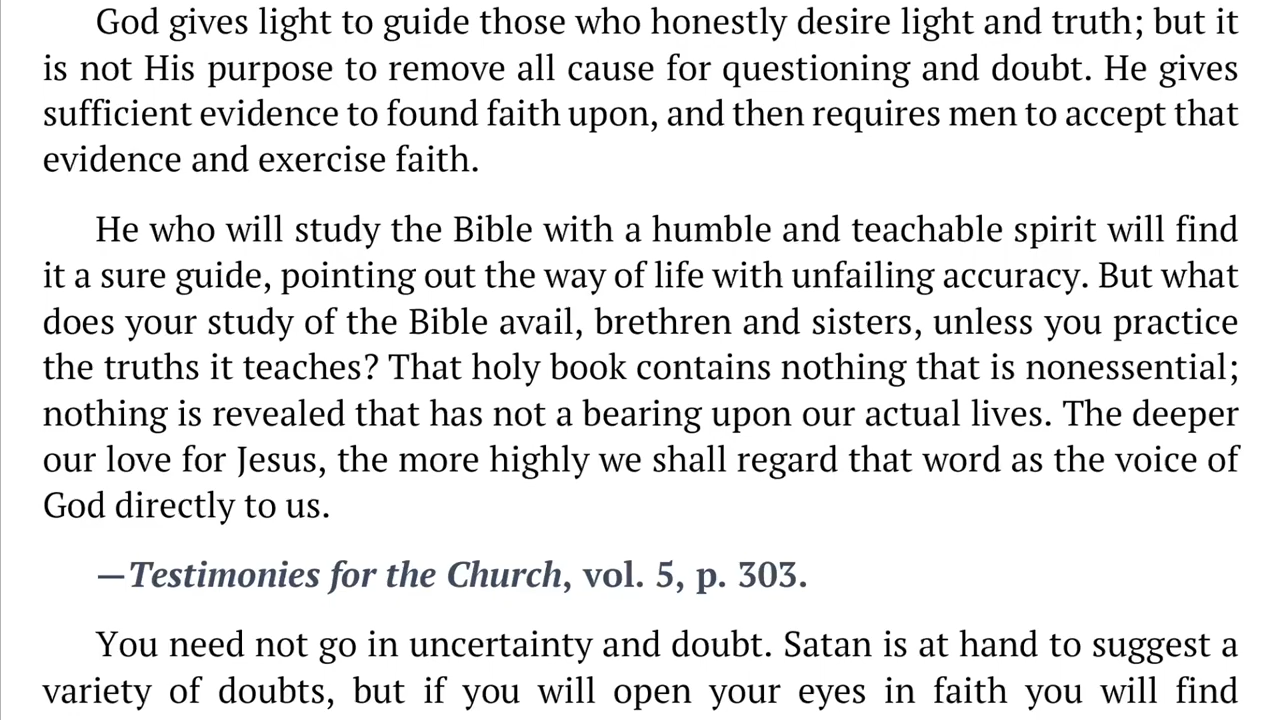 God gives light to guide those who honestly desire light and truth; but it
is not His purpose to remove all cause for questioning and doubt. He gives
sufficient evidence to found faith upon, and then requires men to accept that
evidence and exercise faith.
He who will study the Bible with a humble and teachable spirit will find
it a sure guide, pointing out the way of life with unfailing accuracy. But what
does your study of the Bible avail, brethren and sisters, unless you practice
the truths it teaches? That holy book contains nothing that is nonessential;
nothing is revealed that has not a bearing upon our actual lives. The deeper
our love for Jesus, the more highly we shall regard that word as the voice of
God directly to us.
—Testimonies for the Church, vol. 5, p. 303.
You need not go in uncertainty and doubt. Satan is at hand to suggest a
variety of doubts, but if you will open your eyes in faith you will find